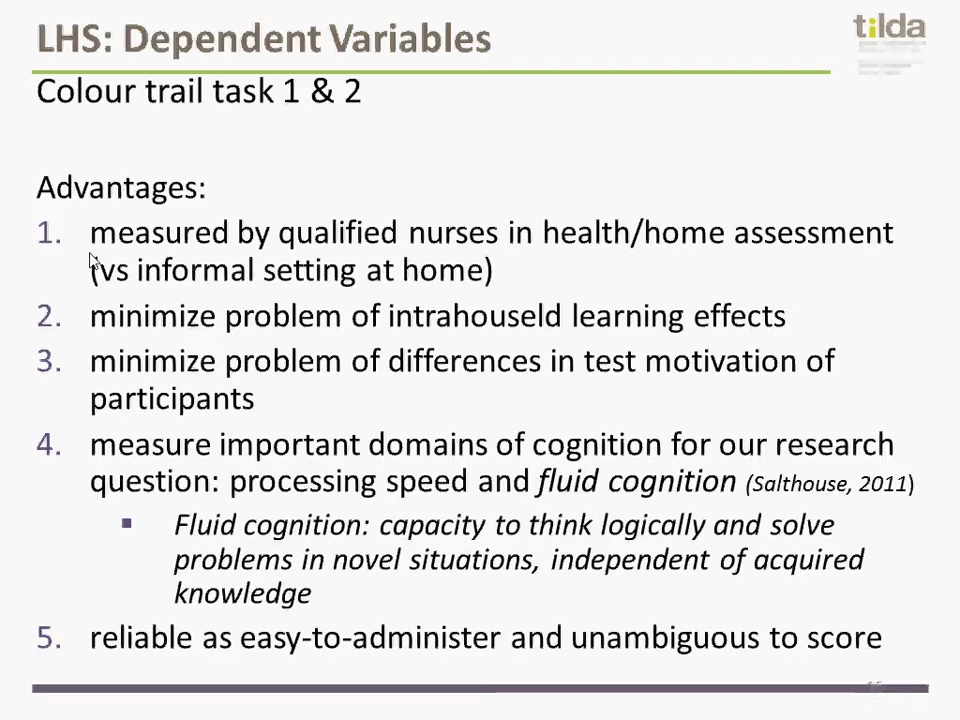 LHS: Dependent Variables
tilda
Colour trail task 1 & 2
Advantages:
1. measured by qualified nurses in health/home assessment
(vs informal setting at home)
2. minimize problem of intrahouseld learning effects
3. minimize problem of differences in test motivation of
participants
4. measure important domains of cognition for our research
question: processing speed and fluid cognition (Salthouse, 2011)
▪ Fluid cognition: capacity to think logically and solve
problems in novel situations, independent of acquired
knowledge
5. reliable as easy-to-administer and unambiguous to score